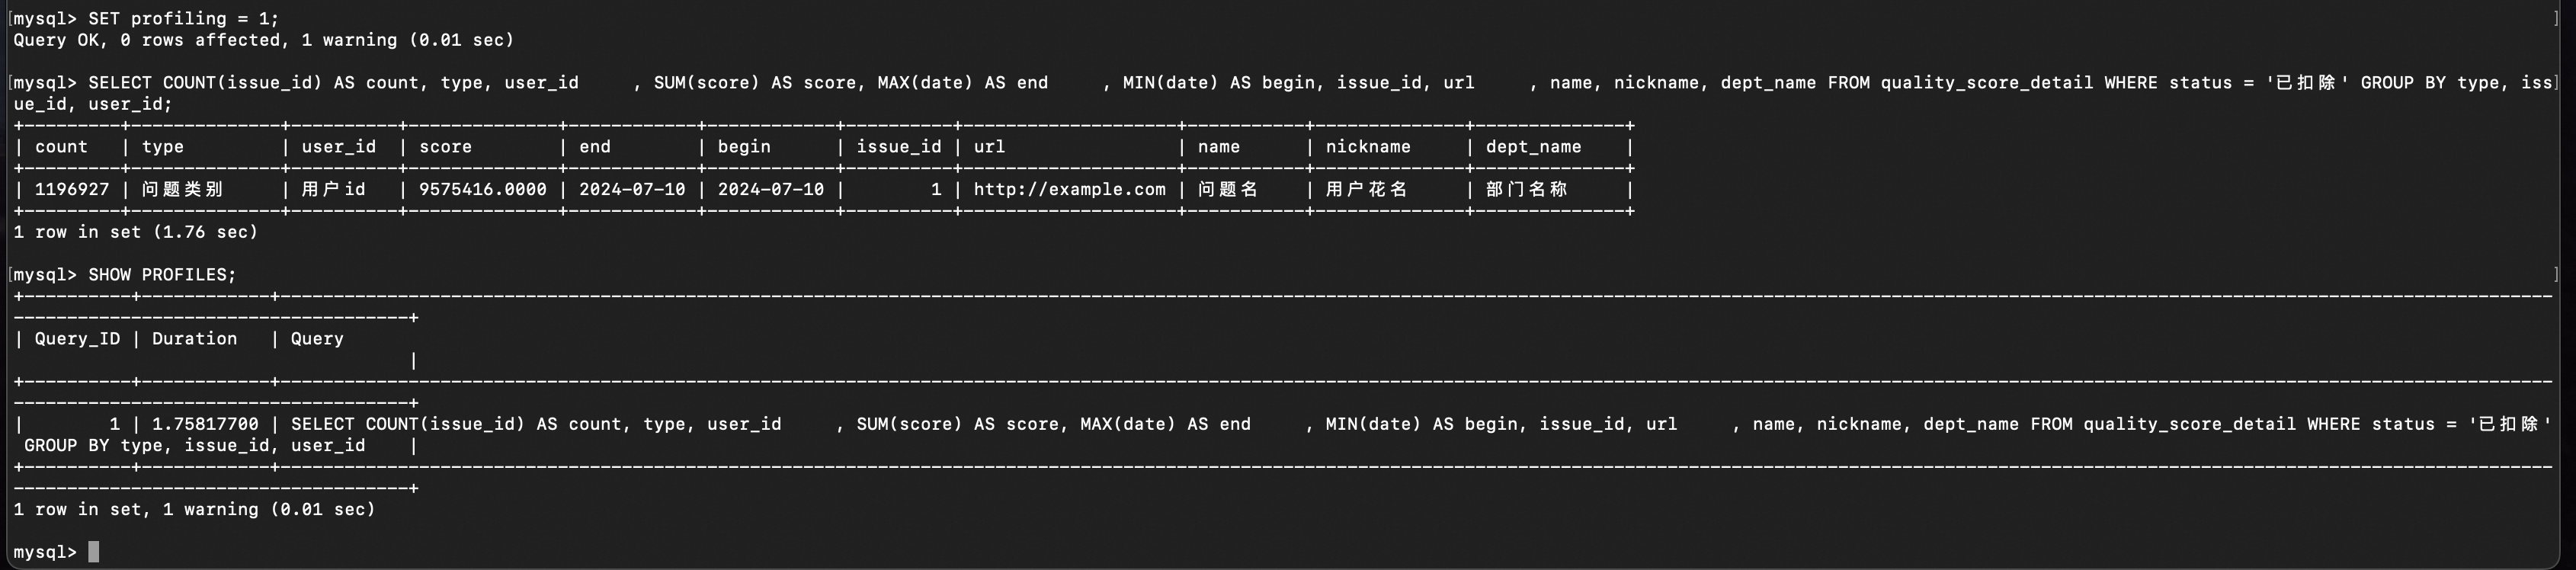 [mysql> SET profiling = 1; ]
Query OK, 0 rows affected, 1 warning (0.01 sec)
[mysql> SELECT COUNT(issue_id) AS count, type, user_id     , SUM(score) AS score, MAX(date) AS end     , MIN(date) AS begin, issue_id, url     , name, nickname, dept_name FROM quality_score_detail WHERE status = '已扣除' GROUP BY type, iss]
ue_id, user_id;
+---------+--------------+----------+--------------+------------+------------+----------+--------------------+-----------+--------------+--------------+
| count   | type         | user_id  | score        | end        | begin      | issue_id | url                | name      | nickname     | dept_name    |
+---------+--------------+----------+--------------+------------+------------+----------+--------------------+-----------+--------------+--------------+
| 1196927 | 问题类别     | 用户id   | 9575416.0000 | 2024-07-10 | 2024-07-10 |        1 | http://example.com | 问题名    | 用户花名     | 部门名称     |
+---------+--------------+----------+--------------+------------+------------+----------+--------------------+-----------+--------------+--------------+
1 row in set (1.76 sec)
[mysql> SHOW PROFILES; ]
| Query_ID | Duration   | Query
|
| 1 | 1.75817700 | SELECT COUNT(issue_id) AS count, type, user_id     , SUM(score) AS score, MAX(date) AS end     , MIN(date) AS begin, issue_id, url     , name, nickname, dept_name FROM quality_score_detail WHERE status = '已扣除'
GROUP BY type, issue_id, user_id    |
1 row in set, 1 warning (0.01 sec)
mysql>